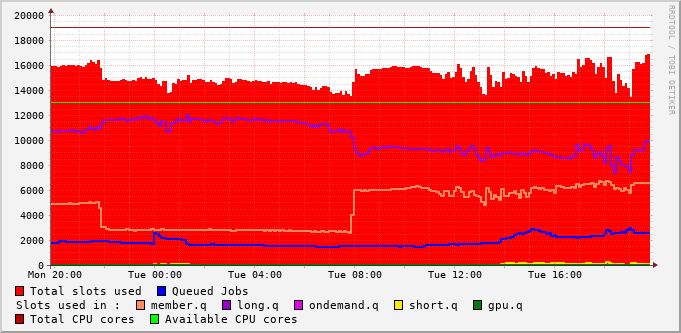 20000
18000
16000
14000
12000
10000
8000
6000
4000
2000
0
Mon 20:00 Tue 00:00 Tue 04:00 Tue 08:00 Tue 12:00 Tue 16:00
RRDTOOL / TOBI OETIKER
Total slots used Queued Jobs
Slots used in : member.q long.q ondemand.q short.q gpu.q
Total CPU cores Available CPU cores